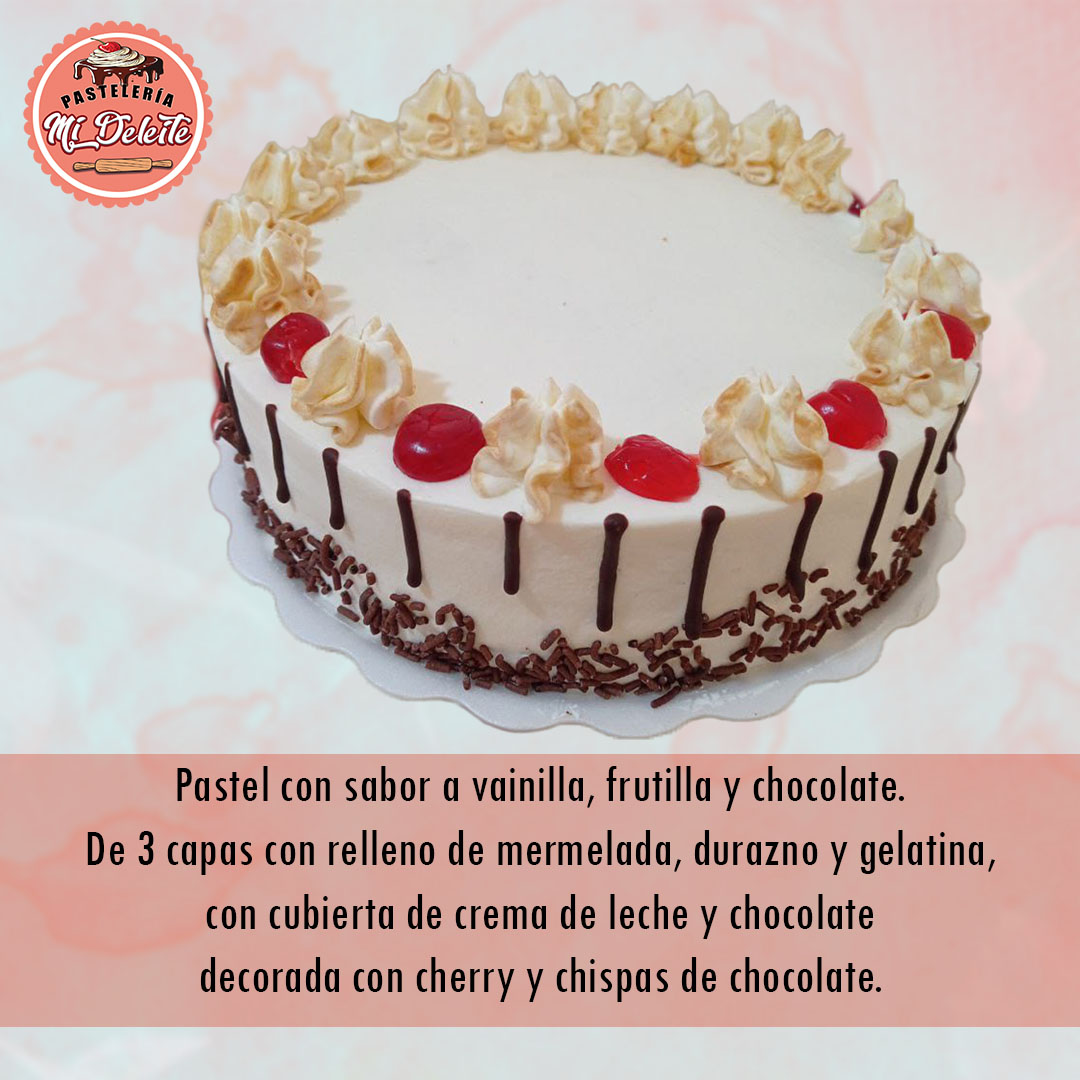 PASTELERÍA
Mi Deleite
Pastel con sabor a vainilla, frutilla y chocolate.
De 3 capas con relleno de mermelada, durazno y gelatina,
con cubierta de crema de leche y chocolate
decorada con cherry y chispas de chocolate.